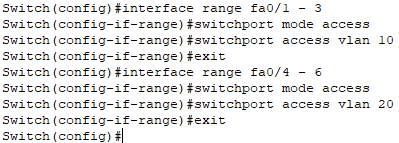 Switch(config)#interface range fa0/1 - 3
Switch(config-if-range)#switchport mode access
Switch(config-if-range)#switchport access vlan 10
Switch(config-if-range)#exit
Switch(config)#interface range fa0/4 - 6
Switch(config-if-range)#switchport mode access
Switch(config-if-range)#switchport access vlan 20
Switch(config-if-range)#exit
Switch(config)#